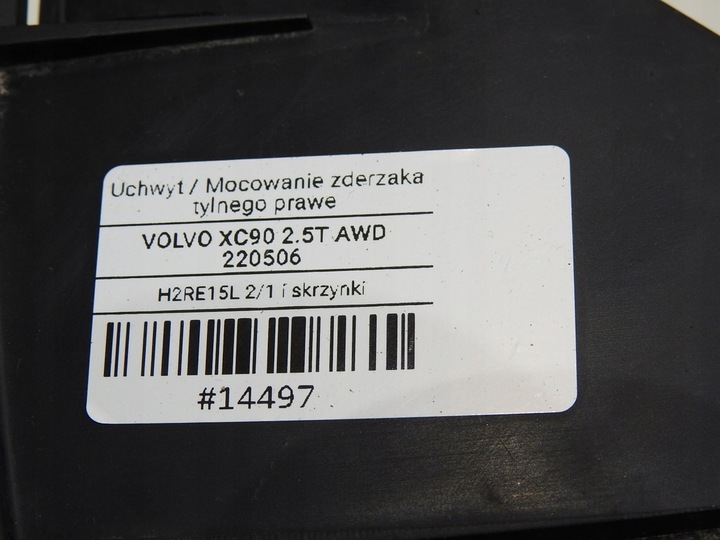 Uchwyt / Mocowanie zderzaka
tylnego prawe
VOLVO XC90 2.5T AWD
220506
H2RE15L 2/1 i skrzynki
#14497